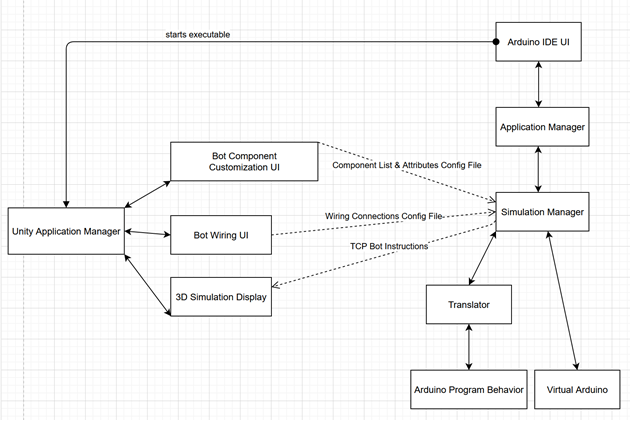 starts executable
Arduino IDE UI
Application Manager
Bot Component
Customization UI
Component List & Attributes Config File
Simulation Manager
Unity Application Manager
Bot Wiring UI
Wiring Connections Config File
TCP Bot Instructions
3D Simulation Display
Translator
Arduino Program Behavior
Virtual Arduino